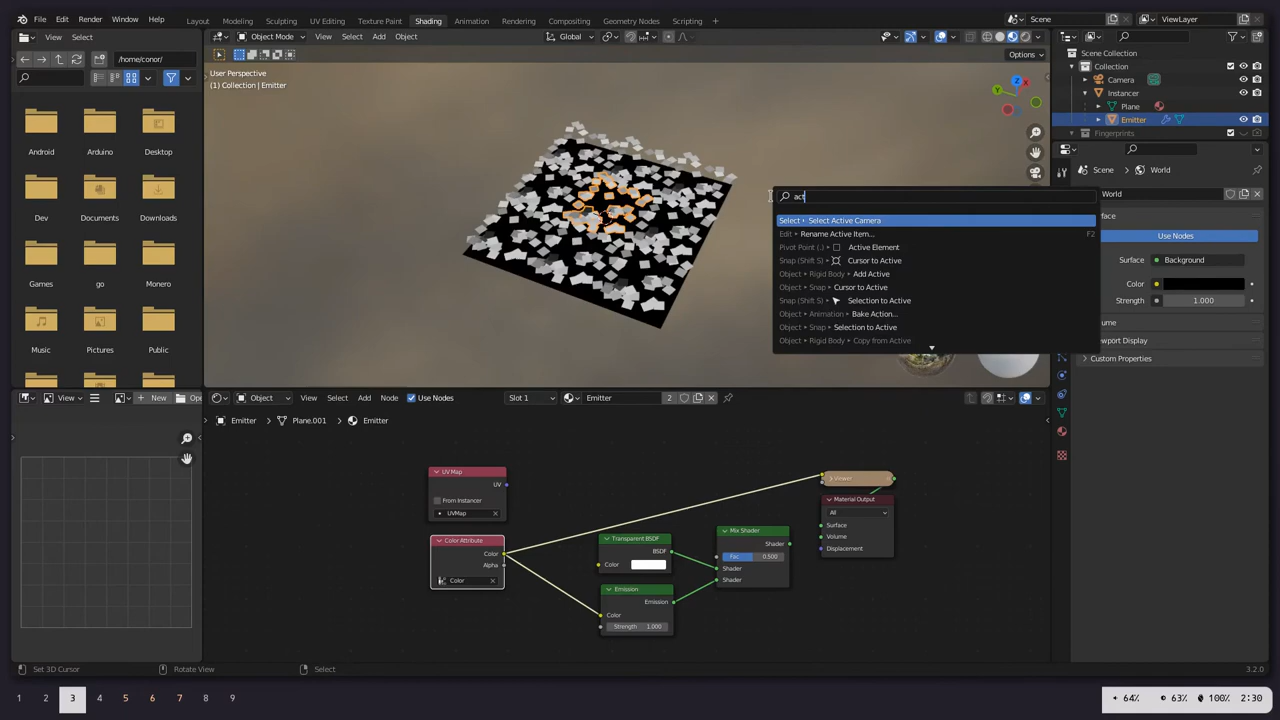 File Edit Render Window Help Layout Modeling Sculpting UV Editing Texture Paint Shading Animation Rendering Compositing Geometry Nodes Scripting + Scene ViewLayer
View Select
Object Mode View Select Add Object Global
/home/conor/
Options
User Perspective
(1) Collection | Emitter
Z
Y
X
Android Arduino Desktop
Dev Documents Downloads
Games go Monero
Music Pictures Public
Scene Collection
Collection
Camera
Instancer
Plane
Emitter
Fingerprints
Scene > World
World
face
Use Nodes
Surface Background
Color
Strength 1.000
ume
wport Display
Custom Properties
act
Select ▸ Select Active Camera
Edit ▸ Rename Active Item... F2
Pivot Point (.) ▸ Active Element
Snap (Shift S) ▸ Cursor to Active
Object ▸ Rigid Body ▸ Add Active
Object ▸ Snap ▸ Cursor to Active
Snap (Shift S) ▸ Selection to Active
Object ▸ Animation ▸ Bake Action...
Object ▸ Snap ▸ Selection to Active
Object ▸ Rigid Body ▸ Copy from Active
View New Ope
Object View Select Add Node Use Nodes Slot 1 Emitter 2
Emitter > Plane.001 > Emitter
UV Map
UV
From Instancer
UVMap
Color Attribute
Color
Alpha
Color
Transparent BSDF
BSDF
Color
Emission
Emission
Color
Strength 1.000
Mix Shader
Shader
Fac 0.500
Shader
Shader
Viewer
Material Output
All
Surface
Volume
Displacement
Set 3D Cursor Rotate View Select 3.2.0
1 2 3 4 5 6 7 8 9
64% 63% 100% 2:30